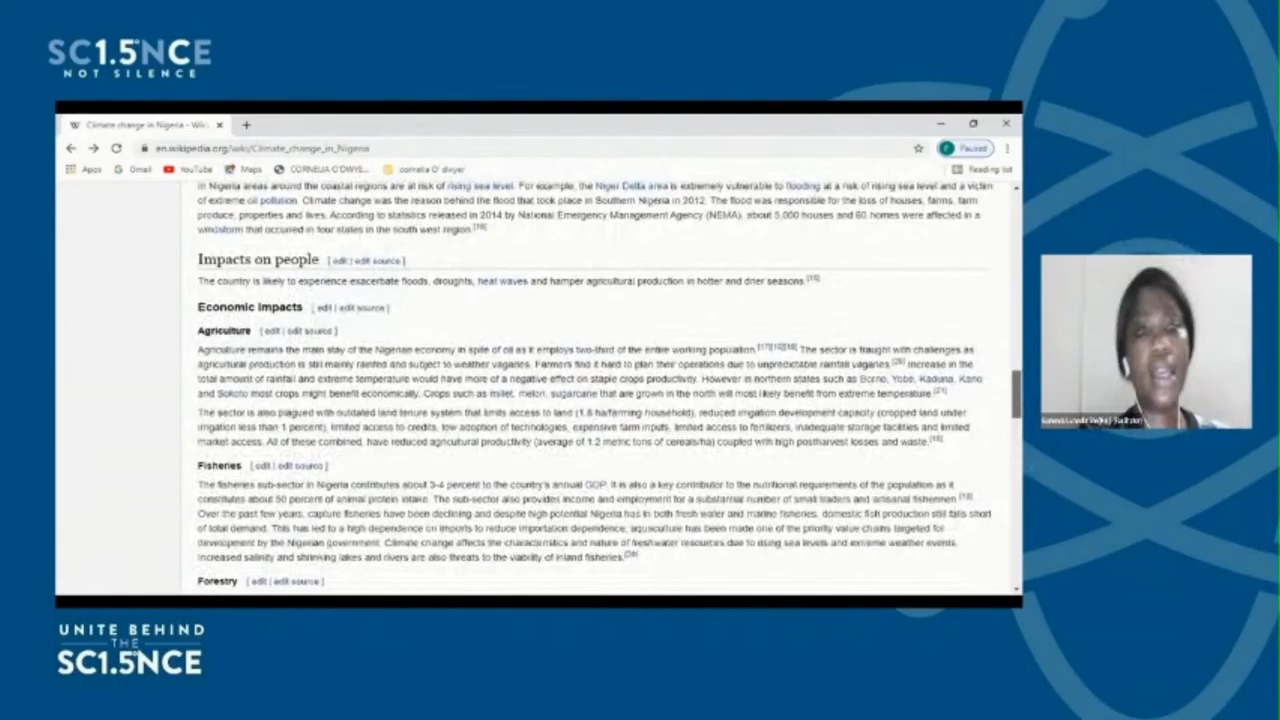 SC1.5°NCE
NOT SILENCE
Climate change in Nigeria - Wiki
en.wikipedia.org/wiki/Climate_change_in_Nigeria
Paused
Apps Gmail YouTube Maps CORNELIA O'DWYE... cornelia O' dwyer Reading list
In Nigeria areas around the coastal regions are at risk of rising sea level. For example, the Niger Delta area is extremely vulnerable to flooding at a risk of rising sea level and a victim
of extreme oil pollution. Climate change was the reason behind the flood that took place in Southern Nigeria in 2012. The flood was responsible for the loss of houses, farms, farm
produce, properties and lives. According to statistics released in 2014 by National Emergency Management Agency (NEMA), about 5,000 houses and 60 homes were affected in a
windstorm that occurred in four states in the south west region.
Impacts on people [ edit | edit source ]
The country is likely to experience exacerbate floods, droughts, heat waves and hamper agricultural production in hotter and drier seasons.
Economic impacts [ edit | edit source ]
Agriculture [ edit | edit source ]
Agriculture remains the main stay of the Nigerian economy in spite of oil as it employs two-third of the entire working population. The sector is fraught with challenges as
agricultural production is still mainly rainfed and subject to weather vagaries. Farmers find it hard to plan their operations due to unpredictable rainfall vagaries. Increase in the
total amount of rainfall and extreme temperature would have more of a negative effect on staple crops productivity. However in northern states such as Borno, Yobe, Kaduna, Kano
and Sokoto most crops might benefit economically. Crops such as millet, melon, sugarcane that are grown in the north will most likely benefit from extreme temperature.[21]
The sector is also plagued with outdated land tenure system that limits access to land (1.8 ha/farming household), reduced irrigation development capacity (cropped land under
irrigation less than 1 percent), limited access to credits, low adoption of technologies, expensive farm inputs, limited access to fertilizers, inadequate storage facilities and limited
market access. All of these combined, have reduced agricultural productivity (average of 1.2 metric tons of cereals/ha) coupled with high postharvest losses and waste.
Fisheries [ edit | edit source ]
The fisheries sub-sector in Nigeria contributes about 3-4 percent to the country's annual GDP. It is also a key contributor to the nutritional requirements of the population as it
constitutes about 50 percent of animal protein intake. The sub-sector also provides income and employment for a substantial number of small traders and artisanal fishermen
Over the past few years, capture fisheries have been declining and despite high potential Nigeria has in both fresh water and marine fisheries, domestic fish production still falls short
of total demand. This has led to a high dependence on imports to reduce importation dependence, aquaculture has been made one of the priority value chains targeted for
development by the Nigerian government. Climate change affects the characteristics and nature of freshwater resources due to rising sea levels and extreme weather events.
Increased salinity and shrinking lakes and rivers are also threats to the viability of inland fisheries.
Forestry [ edit | edit source ]
UNITE BEHIND
THE
SC1.5°NCE